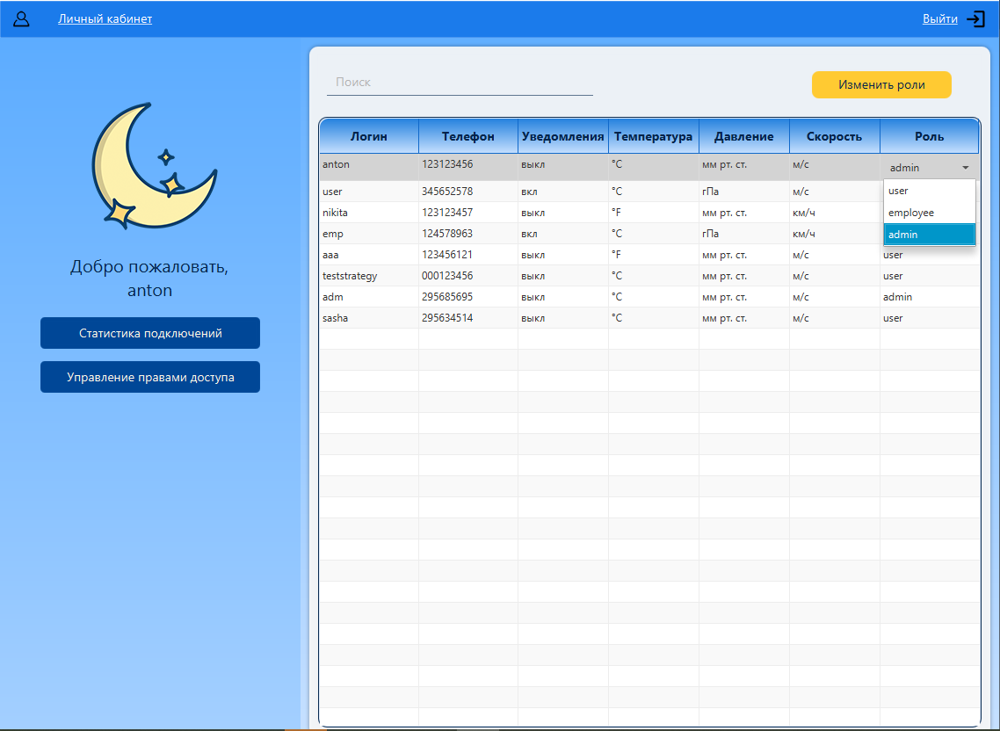 Личный кабинет
Выйти
Добро пожаловать,
anton
Статистика подключений
Управление правами доступа
Поиск
Изменить роли
Логин Телефон Уведомления Температура Давление Скорость Роль
anton 123123456 выкл °C мм рт. ст. м/с admin
user 345652578 вкл °C гПа м/с user
nikita 123123457 выкл °F мм рт. ст. км/ч employee
emp 124578963 вкл °C гПа км/ч admin
aaa 123456121 выкл °F мм рт. ст. м/с user
teststrategy 000123456 выкл °C мм рт. ст. м/с user
adm 295685695 выкл °C мм рт. ст. м/с admin
sasha 295634514 выкл °C мм рт. ст. м/с user